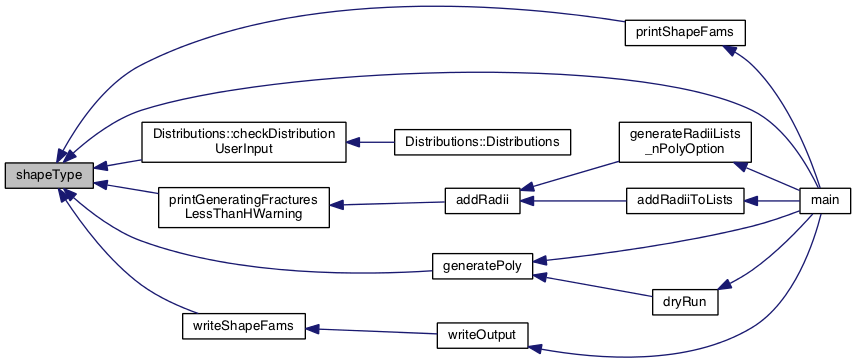 printShapeFams
Distributions::checkDistribution
UserInput
Distributions::Distributions
generateRadiiLists
_nPolyOption
shapeType
printGeneratingFractures
LessThanHWarning
addRadii
addRadiiToLists
main
generatePoly
dryRun
writeShapeFams
writeOutput